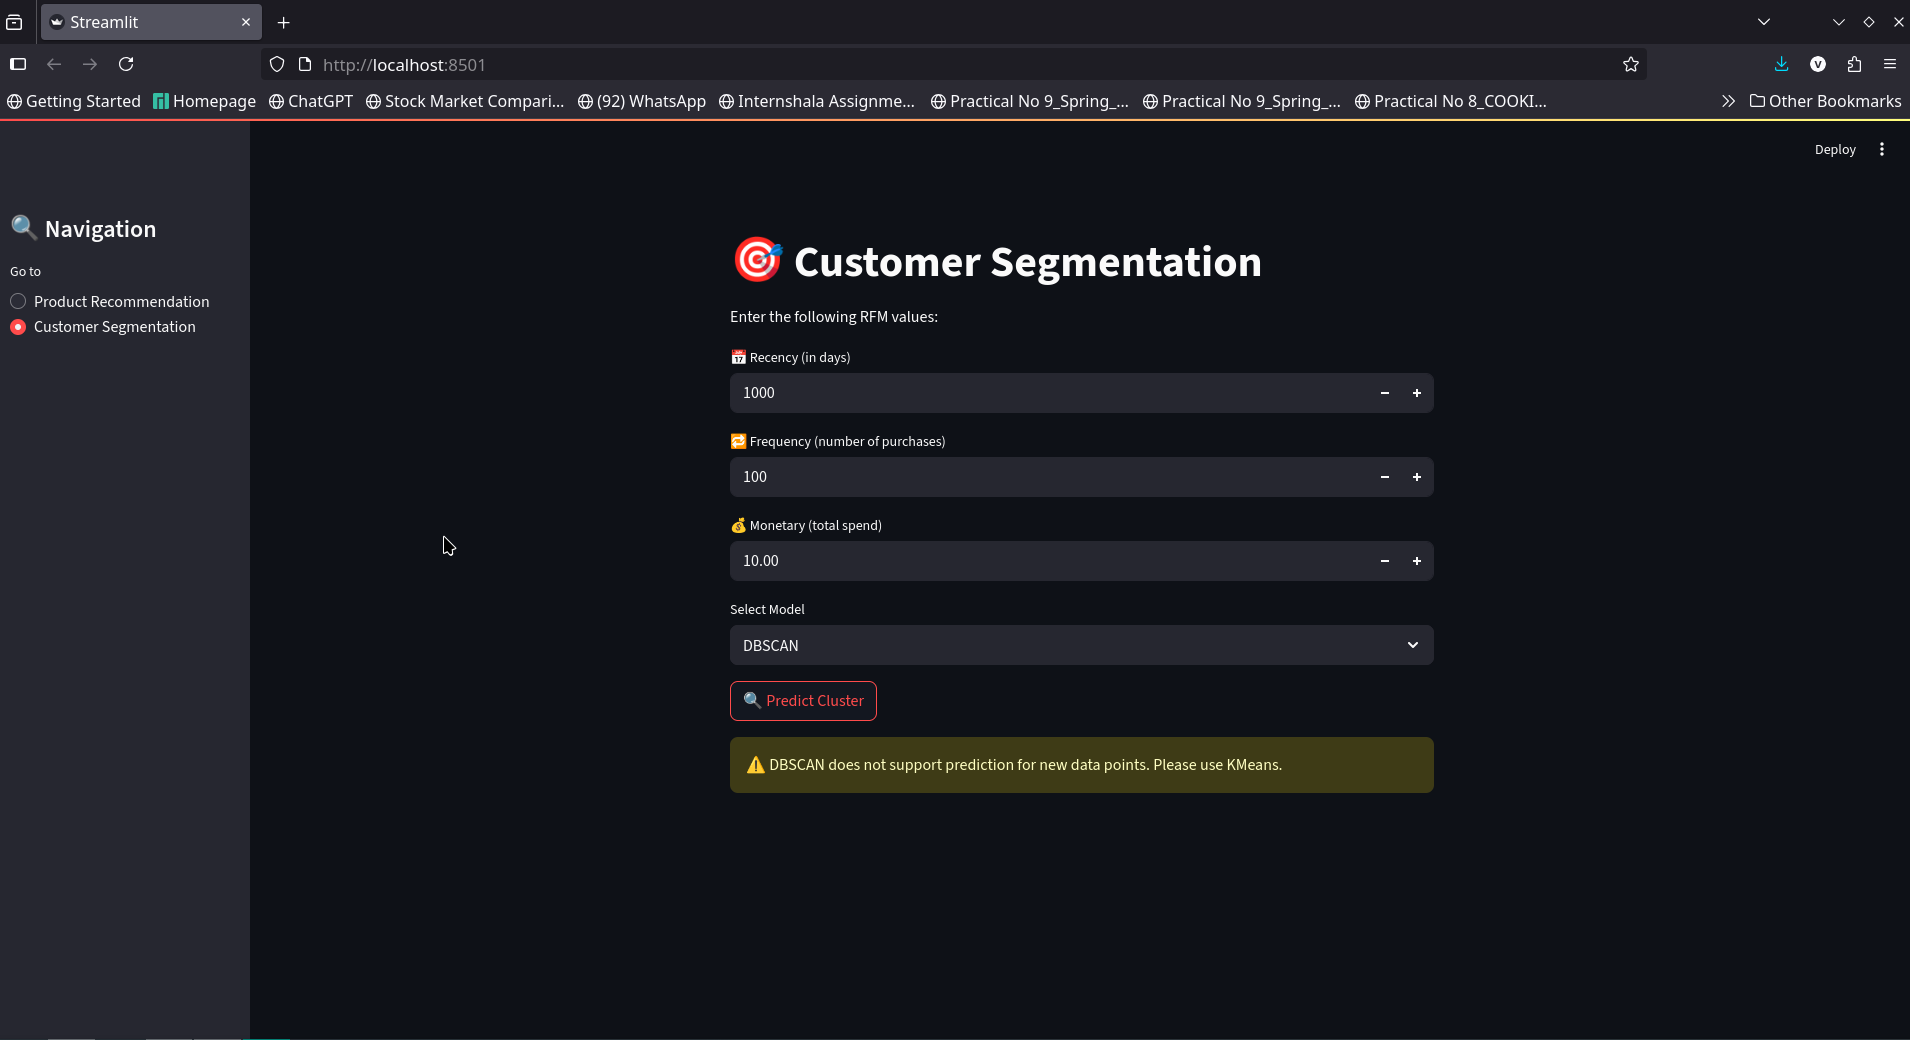 Streamlit
http://localhost:8501
Getting Started Homepage ChatGPT Stock Market Compari... (92) WhatsApp Internshala Assignme... Practical No 9_Spring_... Practical No 9_Spring_... Practical No 8_COOKI... Other Bookmarks
Deploy
🔍 Navigation
Go to
Product Recommendation
Customer Segmentation
🎯 Customer Segmentation
Enter the following RFM values:
📅 Recency (in days)
1000
🔁 Frequency (number of purchases)
100
💰 Monetary (total spend)
10.00
Select Model
DBSCAN
🔍 Predict Cluster
⚠️ DBSCAN does not support prediction for new data points. Please use KMeans.